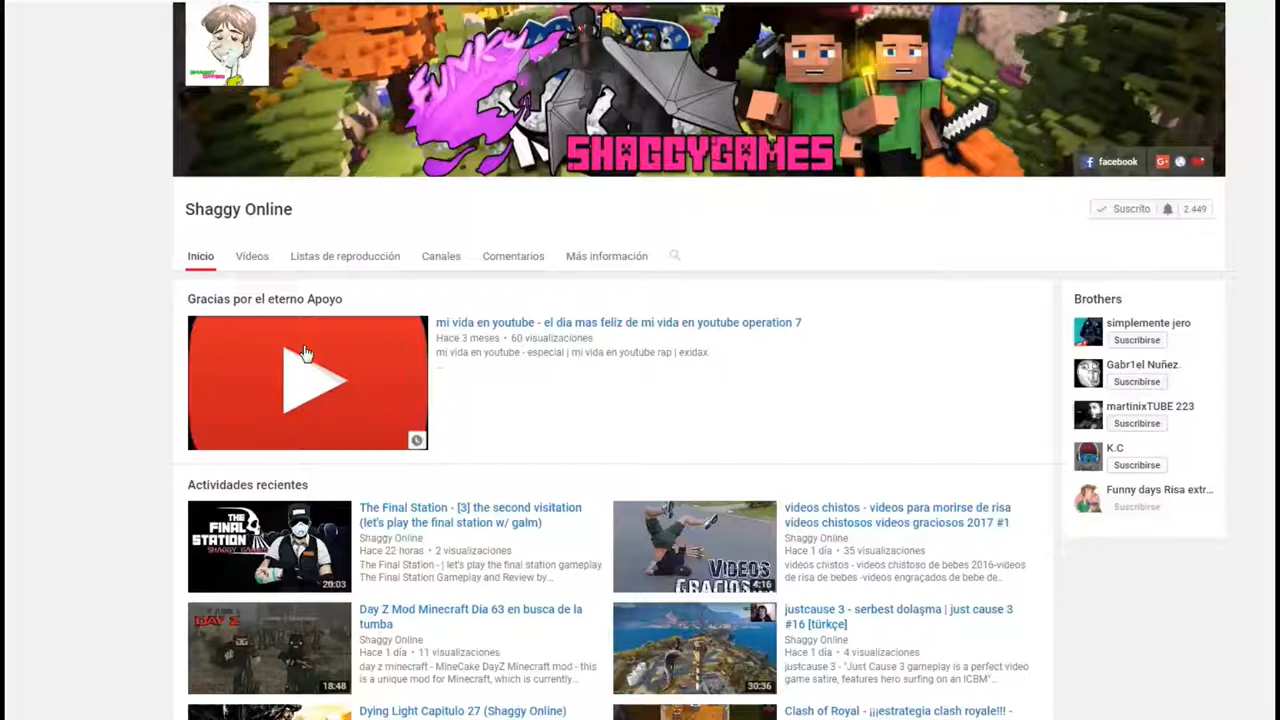 SHAGGYGAMES
facebook
Shaggy Online
Suscrito 2.449
Inicio Vídeos Listas de reproducción Canales Comentarios Más información
Gracias por el eterno Apoyo
mi vida en youtube - el dia mas feliz de mi vida en youtube operation 7
Hace 3 meses • 60 visualizaciones
mi vida en youtube - especial | mi vida en youtube rap | exidax.
...
Brothers
simplemente jero
Suscribirse
Gabr1el Nuñez.
Suscribirse
martinixTUBE 223
Suscribirse
K.C
Suscribirse
Funny days Risa extr...
Suscribirse
Actividades recientes
THE FINAL STATION
SHAGGY GAMES
20:03
The Final Station - [3] the second visitation
(let's play the final station w/ galm)
Shaggy Online
Hace 22 horas • 2 visualizaciones
The Final Station - | let's play the final station gameplay
The Final Station Gameplay and Review by...
VIDEOS
GRACIOS
4:16
videos chistos - videos para morirse de risa
videos chistosos videos graciosos 2017 #1
Shaggy Online
Hace 1 día • 35 visualizaciones
videos chistos - videos chistoso de bebes 2016-videos
de risa de bebes -videos engraçados de bebe de...
DAY Z
18:48
Day Z Mod Minecraft Dia 63 en busca de la
tumba
Shaggy Online
Hace 1 día • 11 visualizaciones
day z minecraft - MineCake DayZ Minecraft mod - this
is a unique mod for Minecraft, which is currently...
30:36
justcause 3 - serbest dolaşma | just cause 3
#16 [türkçe]
Shaggy Online
Hace 1 día • 4 visualizaciones
justcause 3 - "Just Cause 3 gameplay is a perfect video
game satire, features hero surfing on an ICBM"...
Dying Light Capitulo 27 (Shaggy Online)
Clash of Royal - ¡¡¡estrategia clash royale!!! -